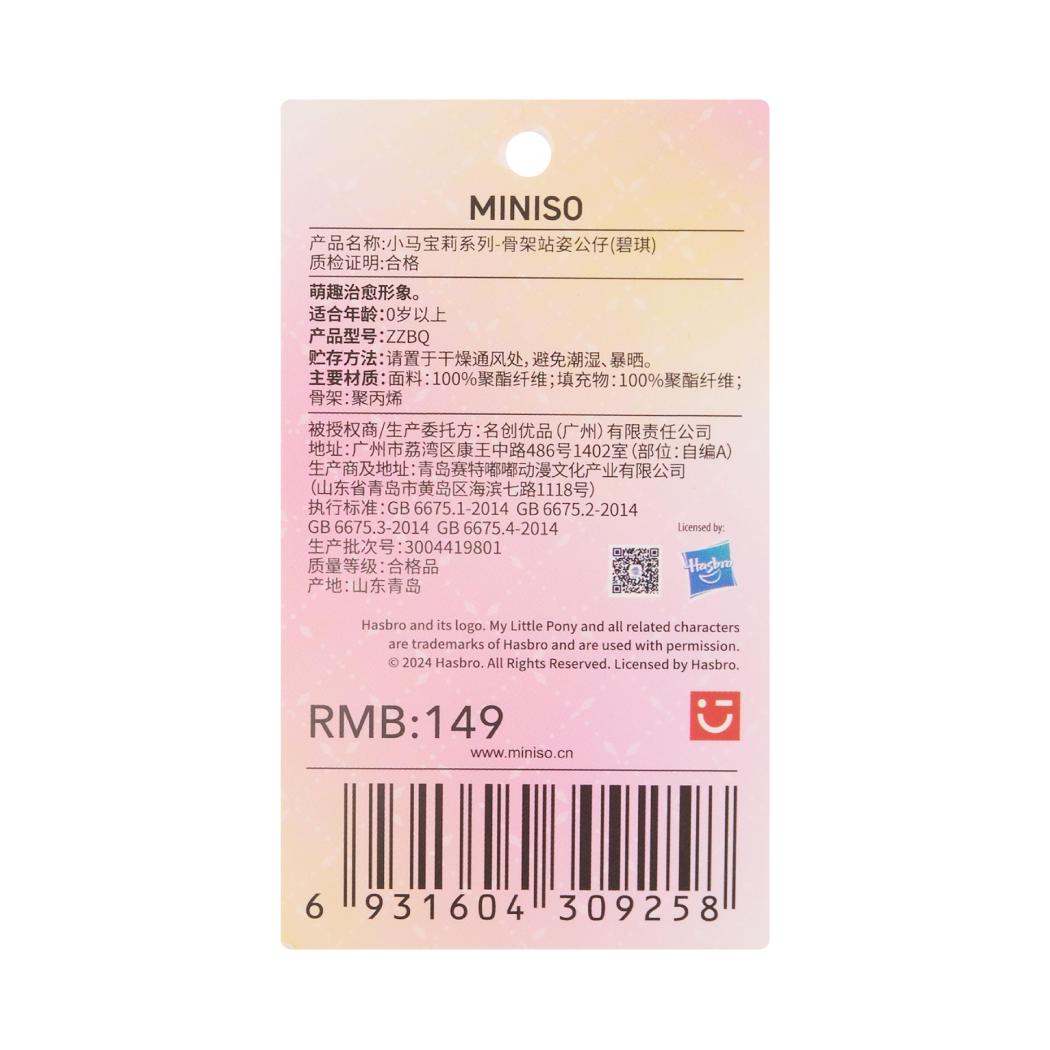 MINISO
产品名称:小马宝莉系列-骨架站姿公仔(碧琪)
质检证明:合格
萌趣治愈形象。
适合年龄:0岁以上
产品型号:ZZBQ
贮存方法:请置于干燥通风处,避免潮湿、暴晒。
主要材质:面料:100%聚酯纤维;填充物:100%聚酯纤维;
骨架:聚丙烯
被授权商/生产委托方:名创优品(广州)有限责任公司
地址:广州市荔湾区康王中路486号1402室(部位:自编A)
生产商及地址:青岛赛特嘟嘟动漫文化产业有限公司
(山东省青岛市黄岛区海滨七路1118号)
执行标准:GB 6675.1-2014 GB 6675.2-2014
GB 6675.3-2014 GB 6675.4-2014
生产批次号:3004419801
质量等级:合格品
产地:山东青岛
Licensed by:
Hasbro
Hasbro and its logo. My Little Pony and all related characters
are trademarks of Hasbro and are used with permission.
© 2024 Hasbro. All Rights Reserved. Licensed by Hasbro.
RMB:149
www.miniso.cn
6 931604 309258